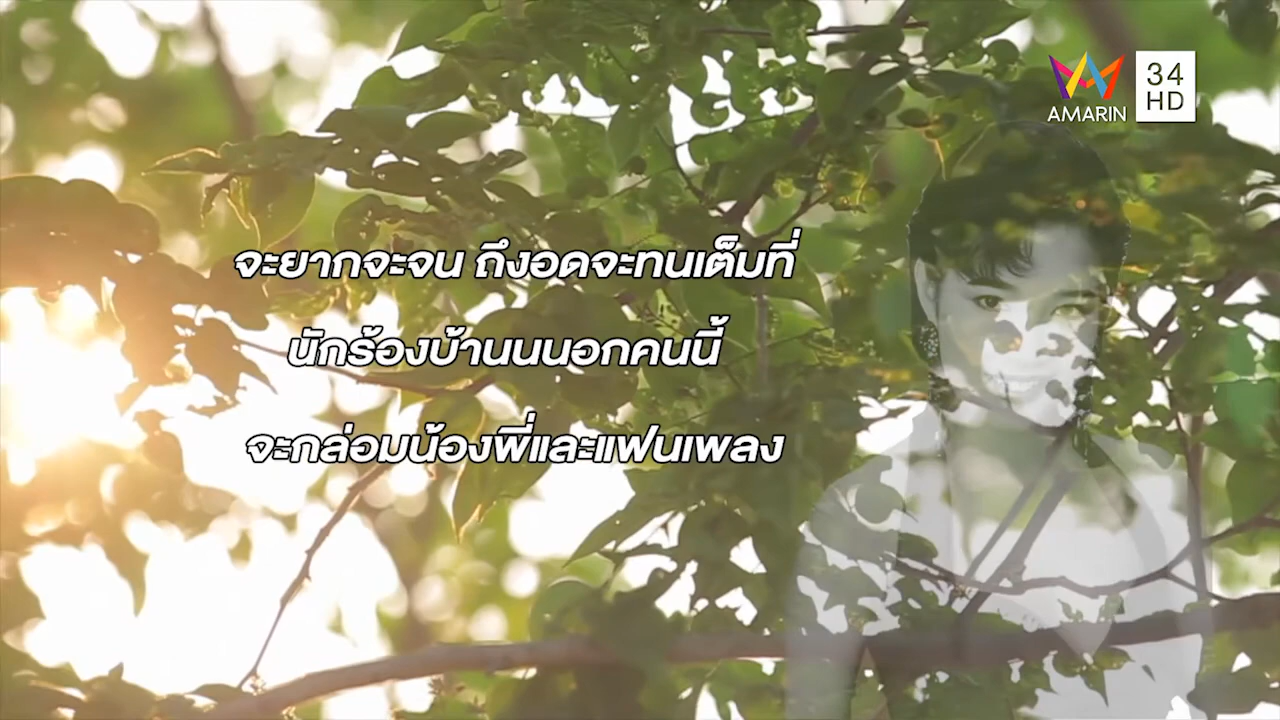 AMARIN
34
HD
จะยากจะจน ถึงอดจะทนเต็มที่
นักร้องบ้านนนอกคนนี้
จะกล่อมน้องพี่และแฟนเพลง